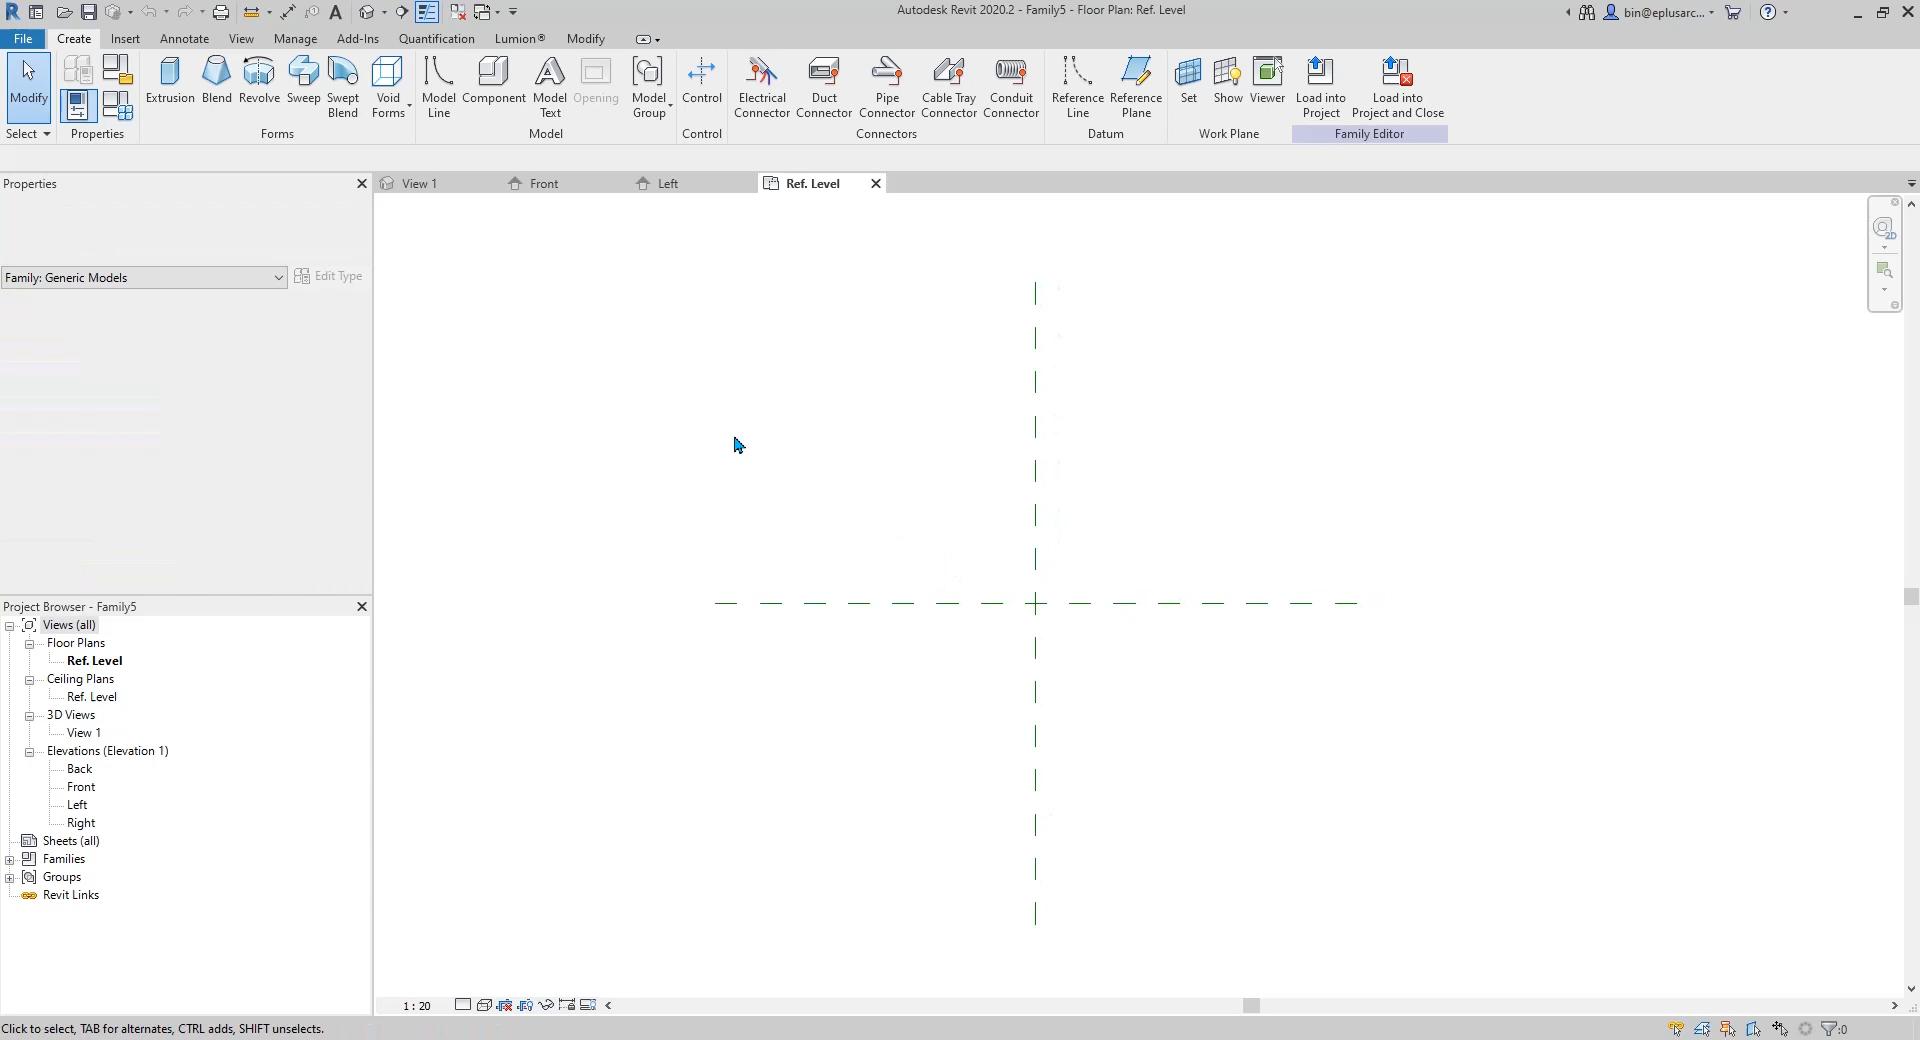 Autodesk Revit 2020.2 - Family5 - Floor Plan: Ref. Level
bin@eplusarc...
File Create Insert Annotate View Manage Add-Ins Quantification Lumion® Modify
Modify
Extrusion Blend Revolve Sweep Swept Blend Void Forms
Model Line Component Model Text Opening Model Group
Control
Electrical Connector Duct Connector Pipe Connector Cable Tray Connector Conduit Connector
Reference Line Reference Plane
Set Show Viewer
Load into Project Load into Project and Close
Select Properties Forms Model Control Connectors Datum Work Plane Family Editor
Properties
View 1 Front Left Ref. Level
2D
Family: Generic Models
Edit Type
Project Browser - Family5
Views (all)
Floor Plans
Ref. Level
Ceiling Plans
Ref. Level
3D Views
View 1
Elevations (Elevation 1)
Back
Front
Left
Right
Sheets (all)
Families
Groups
Revit Links
1 : 20
Click to select, TAB for alternates, CTRL adds, SHIFT unselects.
:0